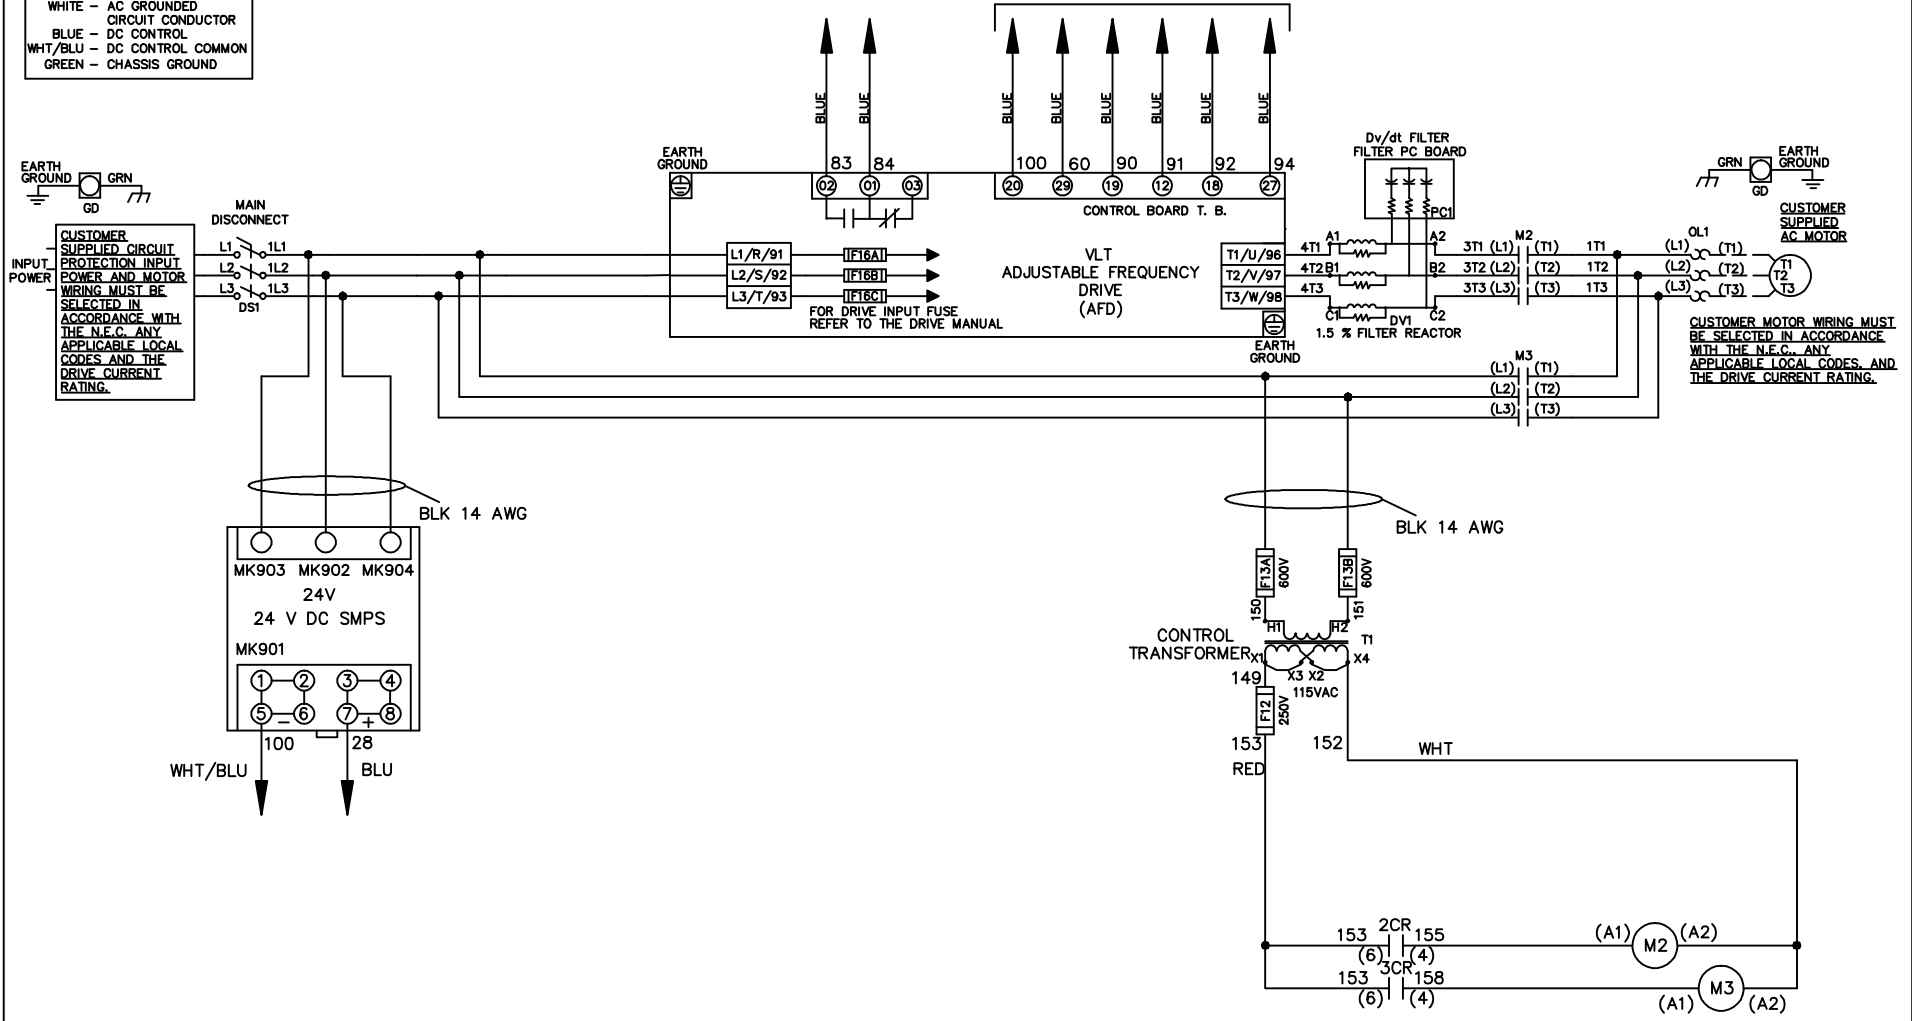 WHITE – AC GROUNDED
CIRCUIT CONDUCTOR
BLUE – DC CONTROL
WHT/BLU – DC CONTROL COMMON
GREEN – CHASSIS GROUND
BLUE
BLUE
BLUE
BLUE
BLUE
BLUE
BLUE
BLUE
EARTH
GROUND
GRN
GD
MAIN
DISCONNECT
L1
1L1
L2
1L2
L3
1L3
DS1
INPUT
POWER
CUSTOMER
SUPPLIED CIRCUIT
PROTECTION INPUT
POWER AND MOTOR
WIRING MUST BE
SELECTED IN
ACCORDANCE WITH
THE N.E.C. ANY
APPLICABLE LOCAL
CODES AND THE
DRIVE CURRENT
RATING.
EARTH
GROUND
83
84
02
01
03
100
60
90
91
92
94
20
29
19
12
18
27
CONTROL BOARD T. B.
L1/R/91
L2/S/92
L3/T/93
F16A
F16B
F16C
FOR DRIVE INPUT FUSE
REFER TO THE DRIVE MANUAL
VLT
ADJUSTABLE FREQUENCY
DRIVE
(AFD)
T1/U/96
T2/V/97
T3/W/98
EARTH
GROUND
Dv/dt FILTER
FILTER PC BOARD
PC1
4T1
A1
A2
4T2
B1
B2
4T3
C1
C2
DV1
1.5 % FILTER REACTOR
M2
3T1 (L1) (T1) 1T1
3T2 (L2) (T2) 1T2
3T3 (L3) (T3) 1T3
M3
(L1) (T1)
(L2) (T2)
(L3) (T3)
GRN
EARTH
GROUND
GD
CUSTOMER
SUPPLIED
AC MOTOR
OL1
(L1) (T1)
(L2) (T2)
(L3) (T3)
T1
T2
T3
CUSTOMER MOTOR WIRING MUST
BE SELECTED IN ACCORDANCE
WITH THE N.E.C., ANY
APPLICABLE LOCAL CODES, AND
THE DRIVE CURRENT RATING.
BLK 14 AWG
MK903 MK902 MK904
24V
24 V DC SMPS
MK901
1 2 3 4
5 – 6 7 + 8
100
28
WHT/BLU
BLU
BLK 14 AWG
F13A
600V
F13B
600V
150
151
H1
H2
T1
CONTROL
TRANSFORMER
X1
X4
X3 X2
115VAC
149
F12
250V
153
152
RED
WHT
2CR
153
155
(6) (4)
(A1) M2 (A2)
3CR
153
158
(6) (4)
(A1) M3 (A2)